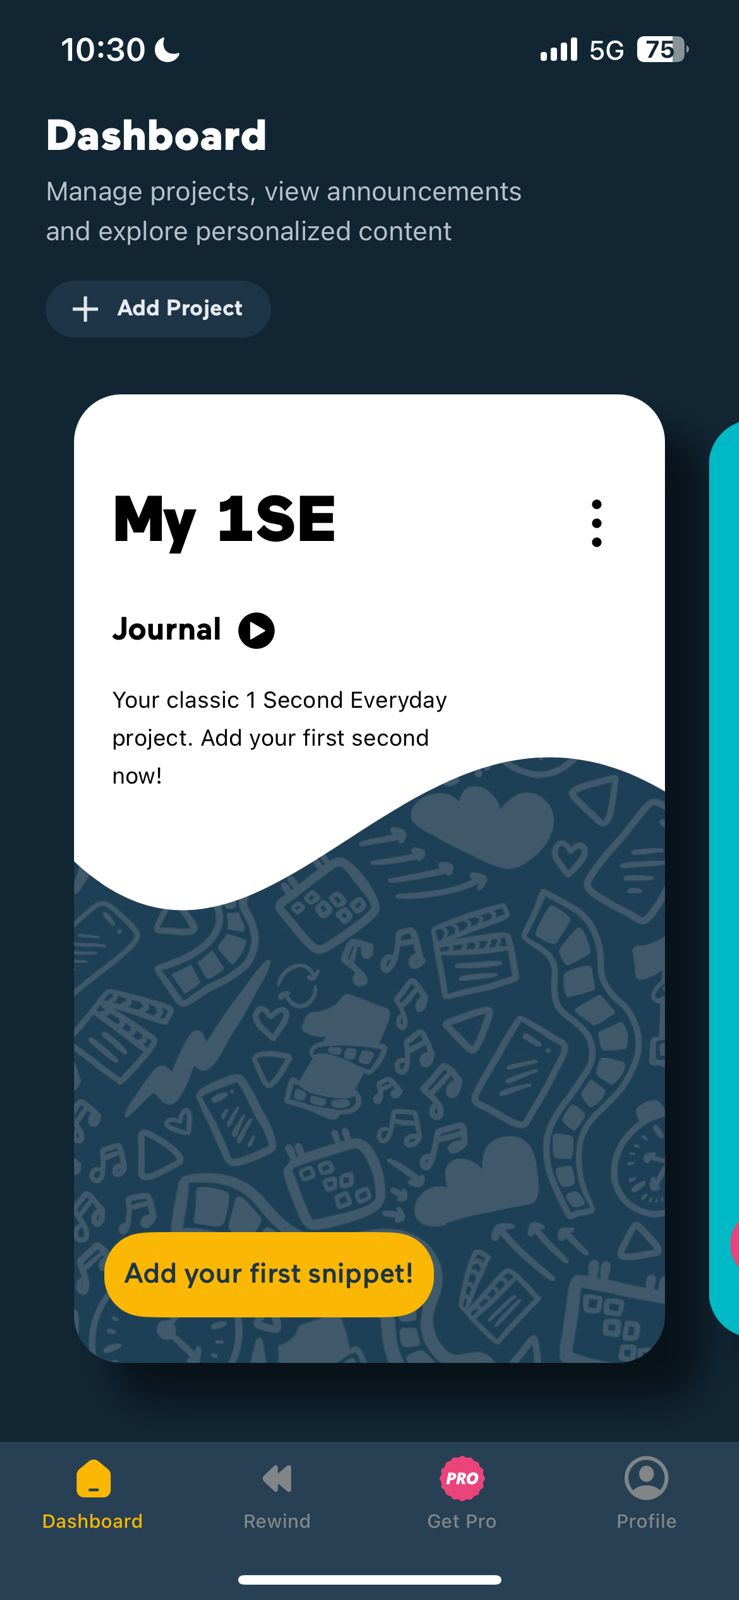 10:30
5G
75
Dashboard
Manage projects, view announcements
and explore personalized content
Add Project
My 1SE
Journal
Your classic 1 Second Everyday
project. Add your first second
now!
Add your first snippet!
PRO
Dashboard
Rewind
Get Pro
Profile